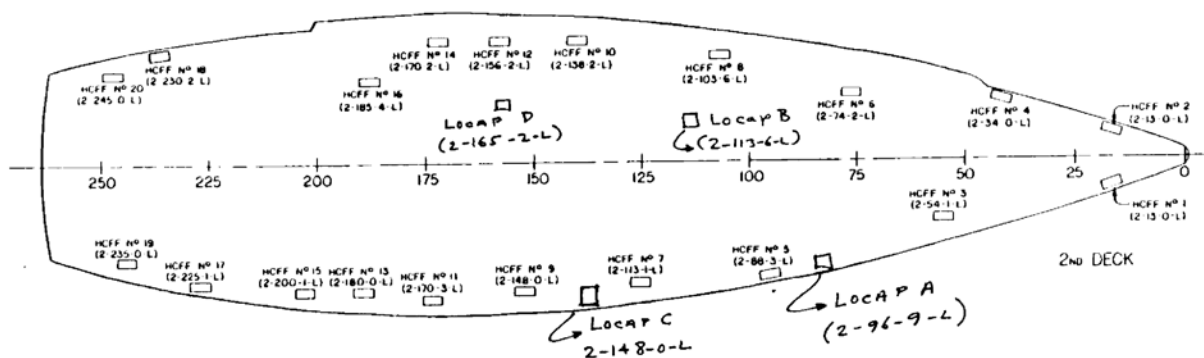 HCFF Nº 18
(2-230 2-L)
HCFF Nº 20
(2 245 0 L)
HCFF Nº 14
(2-170 2-L)
HCFF Nº 12
(2-156-2-L)
HCFF Nº 10
(2-138-2-L)
HCFF Nº 16
(2-185-4-L)
HCFF Nº 8
(2-103-6-L)
HCFF Nº 6
(2-74-2-L)
HCFF Nº 4
(2-34 0-L)
HCFF Nº 2
(2-13-0-L)
LOCAP D
(2-165-2-L)
LOCAP B
(2-113-6-L)
250
225
200
175
150
125
100
75
50
25
0
HCFF Nº 19
(2-235-0 L)
HCFF Nº 17
(2-225-1-L)
HCFF Nº 15
(2-200-1-L)
HCFF Nº 13
(2-180-0-L)
HCFF Nº 11
(2-170-3-L)
HCFF Nº 9
(2-148-0-L)
HCFF Nº 7
(2-113-1-L)
HCFF Nº 5
(2-88-3-L)
HCFF Nº 3
(2-54-1-L)
HCFF Nº 1
(2-13 0-L)
2ND DECK
LOCAP C
2-148-0-L
LOCAP A
(2-96-9-L)